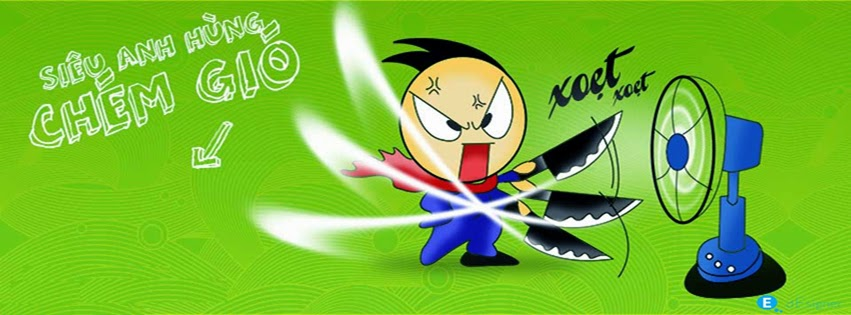 SIÊU ANH HÙNG
CHÉM GIÓ
xoẹt
xoẹt
E